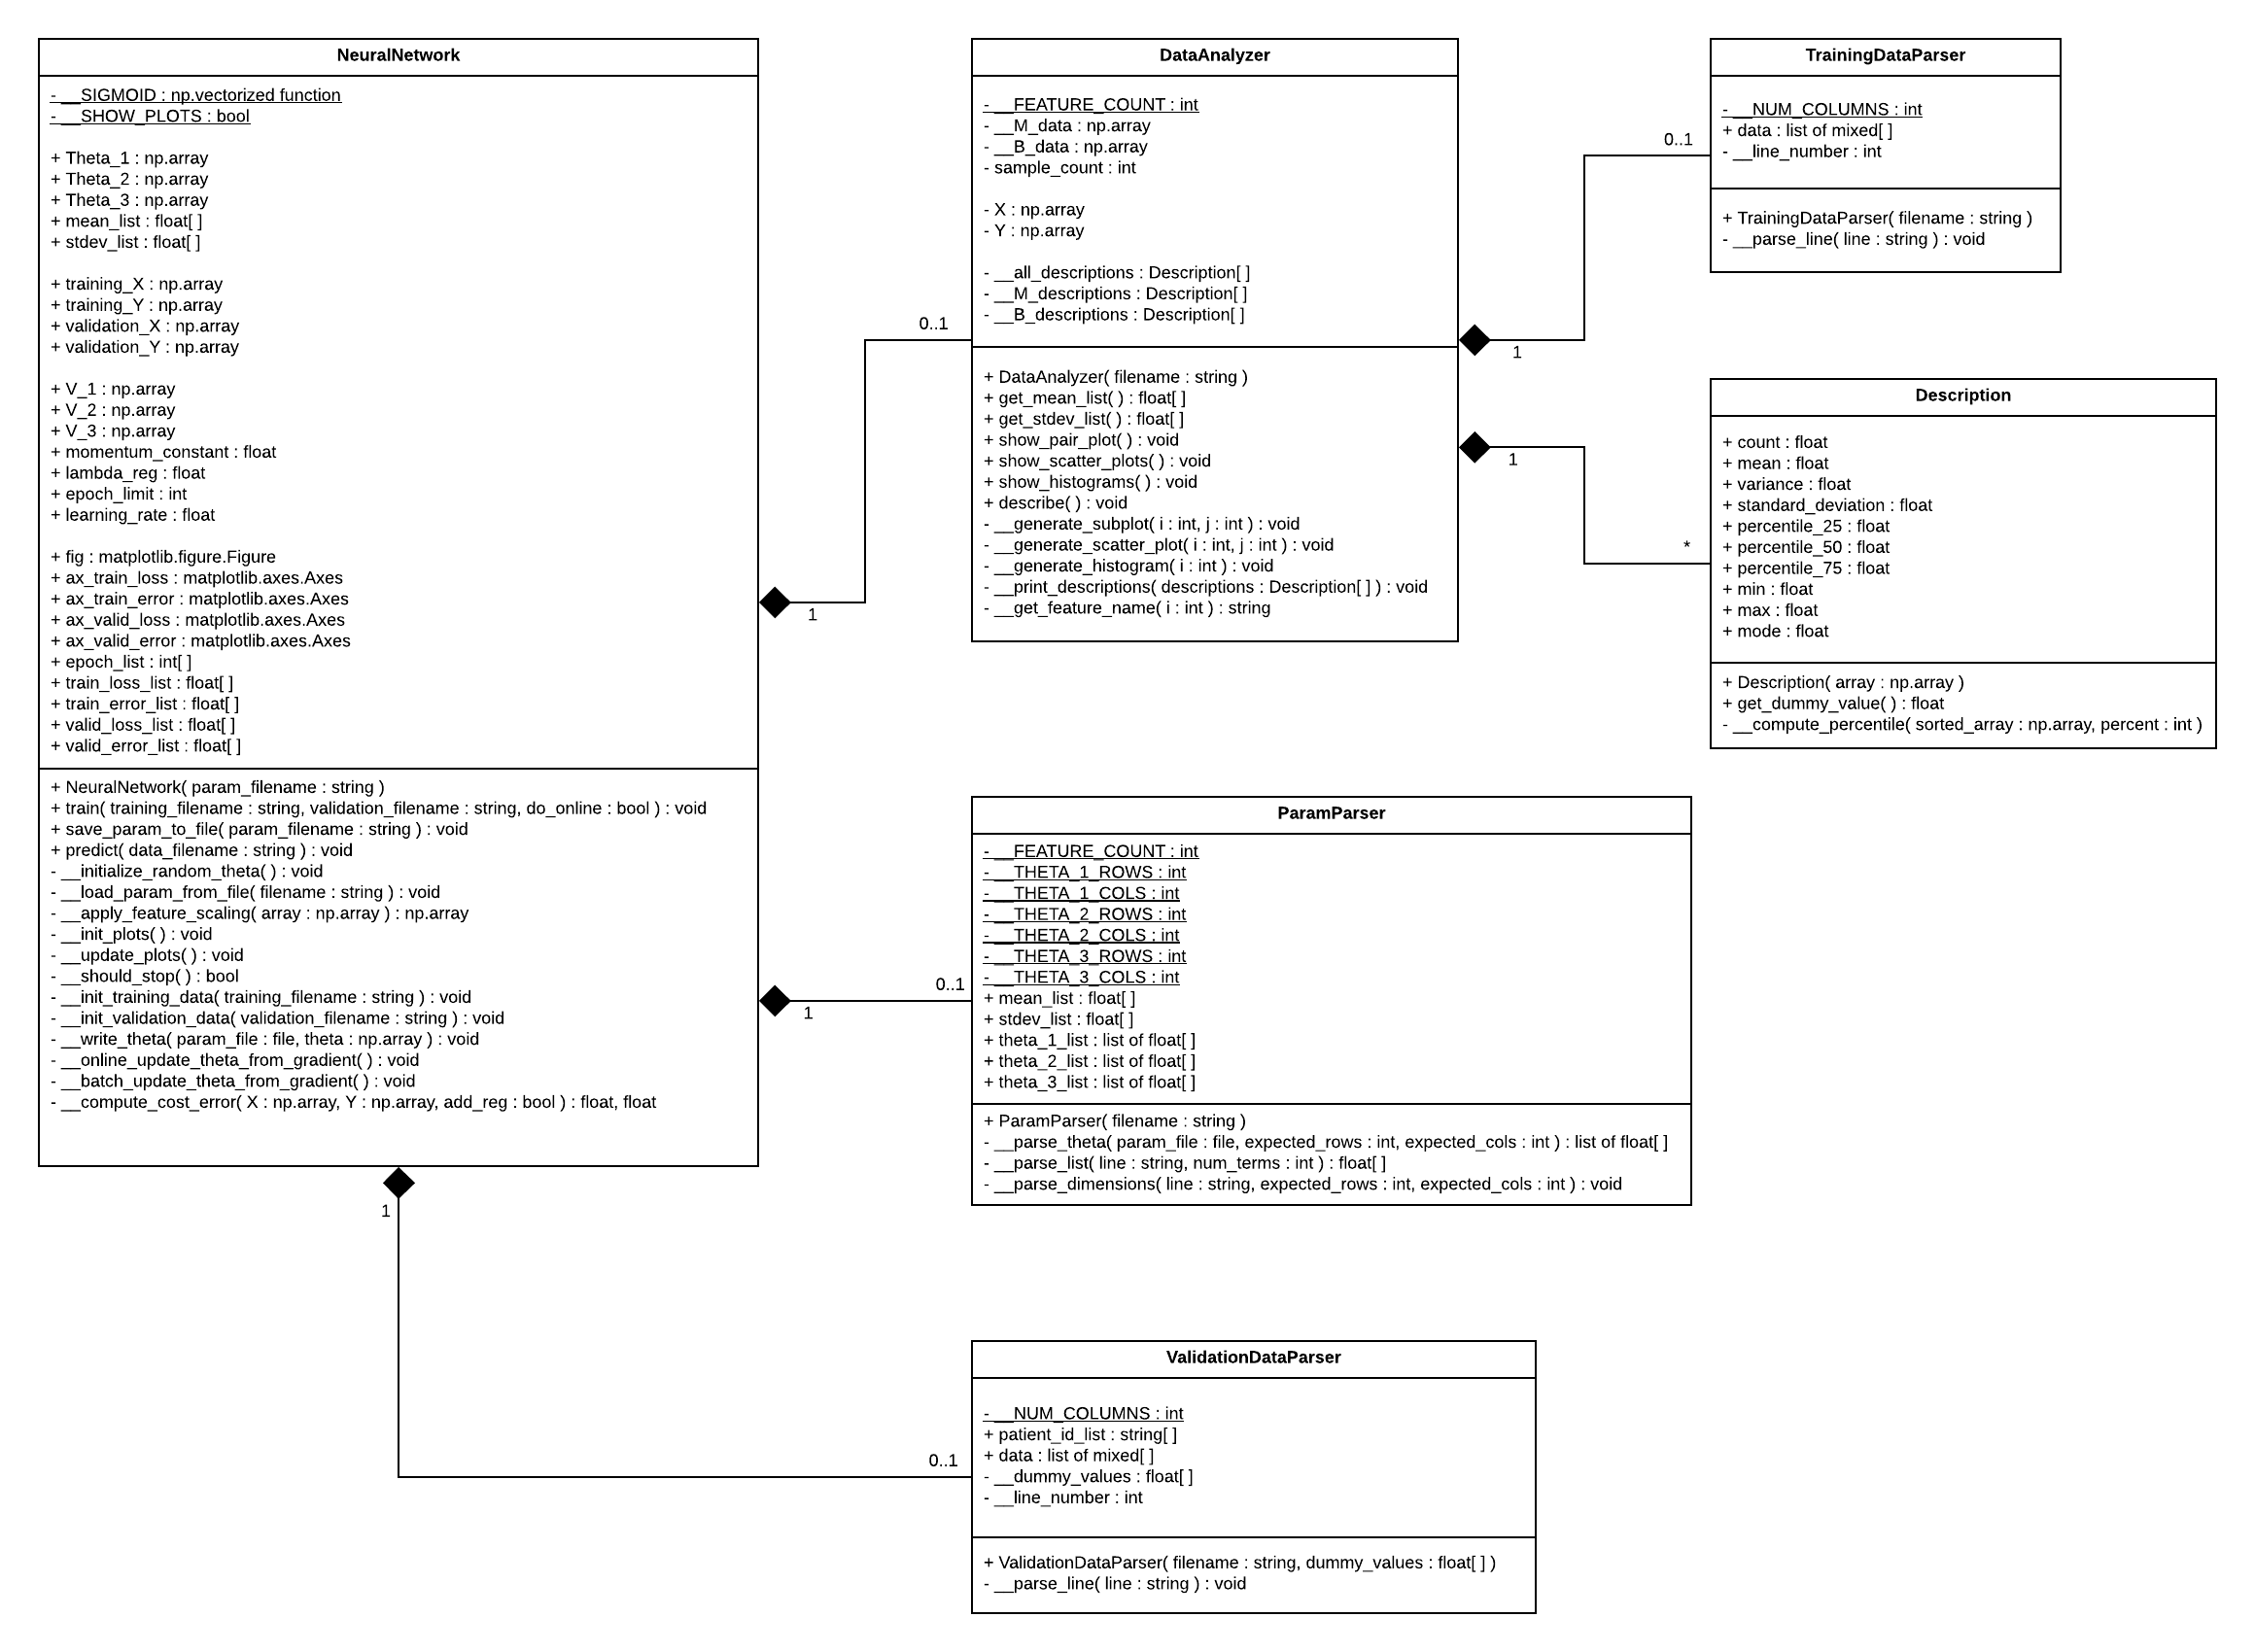 NeuralNetwork
- __SIGMOID : np.vectorized function
- __SHOW_PLOTS : bool
+ Theta_1 : np.array
+ Theta_2 : np.array
+ Theta_3 : np.array
+ mean_list : float[ ]
+ stdev_list : float[ ]
+ training_X : np.array
+ training_Y : np.array
+ validation_X : np.array
+ validation_Y : np.array
+ V_1 : np.array
+ V_2 : np.array
+ V_3 : np.array
+ momentum_constant : float
+ lambda_reg : float
+ epoch_limit : int
+ learning_rate : float
+ fig : matplotlib.figure.Figure
+ ax_train_loss : matplotlib.axes.Axes
+ ax_train_error : matplotlib.axes.Axes
+ ax_valid_loss : matplotlib.axes.Axes
+ ax_valid_error : matplotlib.axes.Axes
+ epoch_list : int[ ]
+ train_loss_list : float[ ]
+ train_error_list : float[ ]
+ valid_loss_list : float[ ]
+ valid_error_list : float[ ]
+ NeuralNetwork( param_filename : string )
+ train( training_filename : string, validation_filename : string, do_online : bool ) : void
+ save_param_to_file( param_filename : string ) : void
+ predict( data_filename : string ) : void
- __initialize_random_theta( ) : void
- __load_param_from_file( filename : string ) : void
- __apply_feature_scaling( array : np.array ) : np.array
- __init_plots( ) : void
- __update_plots( ) : void
- __should_stop( ) : bool
- __init_training_data( training_filename : string ) : void
- __init_validation_data( validation_filename : string ) : void
- __write_theta( param_file : file, theta : np.array ) : void
- __online_update_theta_from_gradient( ) : void
- __batch_update_theta_from_gradient( ) : void
- __compute_cost_error( X : np.array, Y : np.array, add_reg : bool ) : float, float
1
0..1
1
0..1
1
0..1
DataAnalyzer
- __FEATURE_COUNT : int
- __M_data : np.array
- __B_data : np.array
- sample_count : int
- X : np.array
- Y : np.array
- __all_descriptions : Description[ ]
- __M_descriptions : Description[ ]
- __B_descriptions : Description[ ]
+ DataAnalyzer( filename : string )
+ get_mean_list( ) : float[ ]
+ get_stdev_list( ) : float[ ]
+ show_pair_plot( ) : void
+ show_scatter_plots( ) : void
+ show_histograms( ) : void
+ describe( ) : void
- __generate_subplot( i : int, j : int ) : void
- __generate_scatter_plot( i : int, j : int ) : void
- __generate_histogram( i : int ) : void
- __print_descriptions( descriptions : Description[ ] ) : void
- __get_feature_name( i : int ) : string
1
0..1
1
*
TrainingDataParser
- __NUM_COLUMNS : int
+ data : list of mixed[ ]
- __line_number : int
+ TrainingDataParser( filename : string )
- __parse_line( line : string ) : void
Description
+ count : float
+ mean : float
+ variance : float
+ standard_deviation : float
+ percentile_25 : float
+ percentile_50 : float
+ percentile_75 : float
+ min : float
+ max : float
+ mode : float
+ Description( array : np.array )
+ get_dummy_value( ) : float
- __compute_percentile( sorted_array : np.array, percent : int )
ParamParser
- __FEATURE_COUNT : int
- __THETA_1_ROWS : int
- __THETA_1_COLS : int
- __THETA_2_ROWS : int
- __THETA_2_COLS : int
- __THETA_3_ROWS : int
- __THETA_3_COLS : int
+ mean_list : float[ ]
+ stdev_list : float[ ]
+ theta_1_list : list of float[ ]
+ theta_2_list : list of float[ ]
+ theta_3_list : list of float[ ]
+ ParamParser( filename : string )
- __parse_theta( param_file : file, expected_rows : int, expected_cols : int ) : list of float[ ]
- __parse_list( line : string, num_terms : int ) : float[ ]
- __parse_dimensions( line : string, expected_rows : int, expected_cols : int ) : void
ValidationDataParser
- __NUM_COLUMNS : int
+ patient_id_list : string[ ]
+ data : list of mixed[ ]
- __dummy_values : float[ ]
- __line_number : int
+ ValidationDataParser( filename : string, dummy_values : float[ ] )
- __parse_line( line : string ) : void